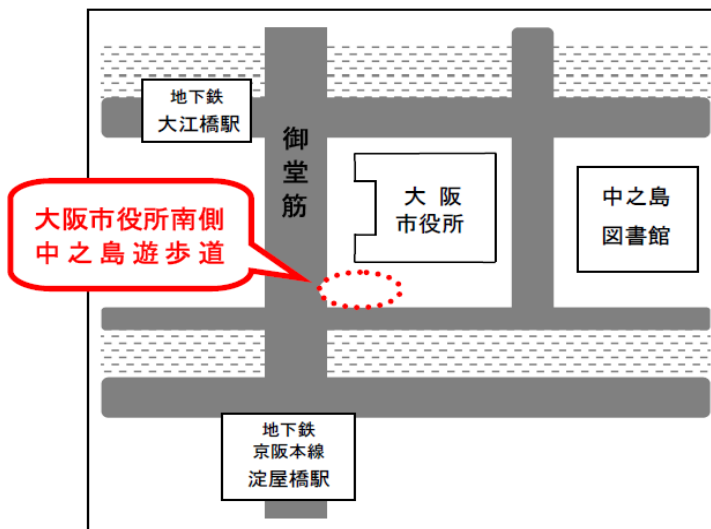 地下鉄
大江橋駅
御堂筋
大阪
市役所
中之島
図書館
大阪市役所南側
中之島遊歩道
地下鉄
京阪本線
淀屋橋駅